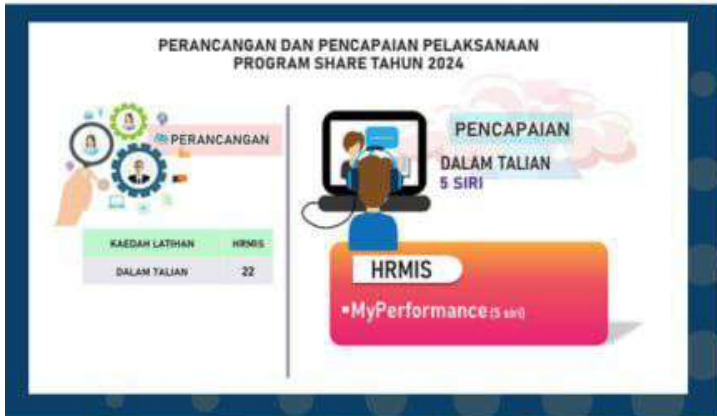 PERANCANGAN DAN PENCAPAIAN PELAKSANAAN
PROGRAM SHARE TAHUN 2024
PERANCANGAN
KAEDAH LATIHAN HRMIS
DALAM TALIAN 22
PENCAPAIAN
DALAM TALIAN
5 SIRI
HRMIS
▪MyPerformance (5 siri)